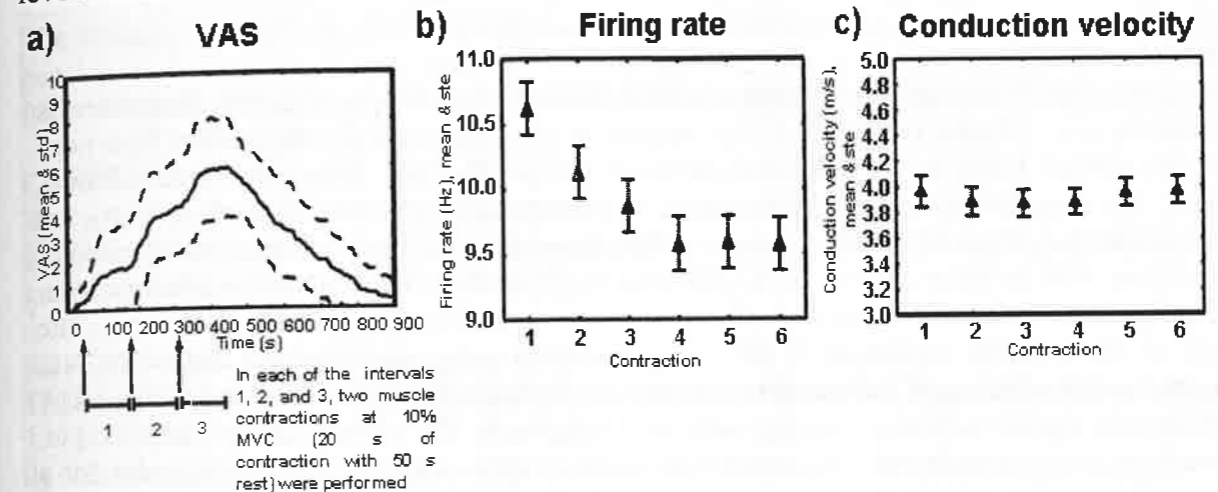 a) VAS
VAS (mean & std)
10
9
8
7
6
5
4
3
2
1
0
0 100 200 300 400 500 600 700 800 900
Time (s)
1 2 3
In each of the intervals
1, 2, and 3, two muscle
contractions at 10%
MVC (20 s of
contraction with 50 s
rest) were performed
b) Firing rate
Firing rate (Hz), mean & ste
11.0
10.5
10.0
9.5
9.0
1 2 3 4 5 6
Contraction
c) Conduction velocity
Conduction velocity (m/s),
mean & ste
5.0
4.8
4.6
4.4
4.2
4.0
3.8
3.6
3.4
3.2
3.0
1 2 3 4 5 6
Contraction